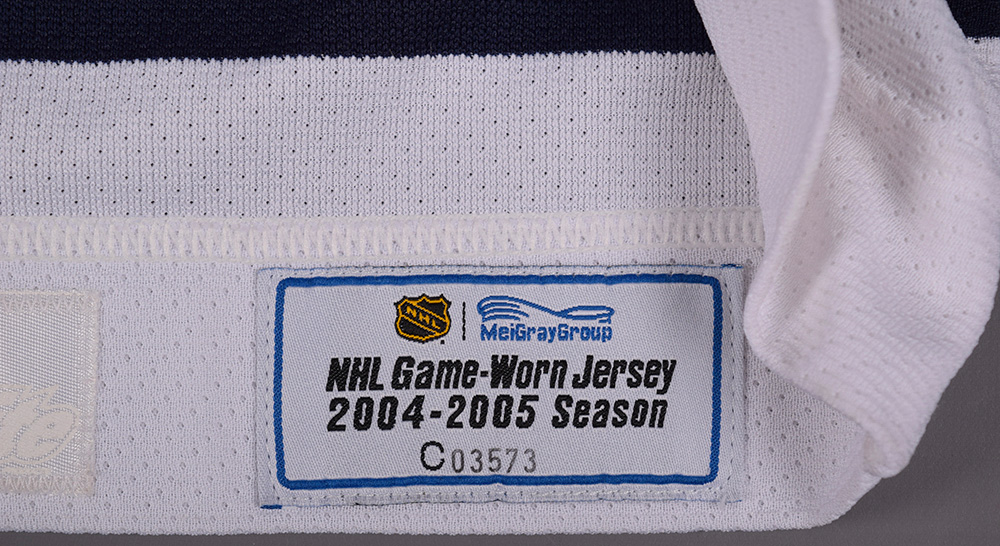 NHL
MeiGrayGroup
NHL Game-Worn Jersey
2004-2005 Season
C03573